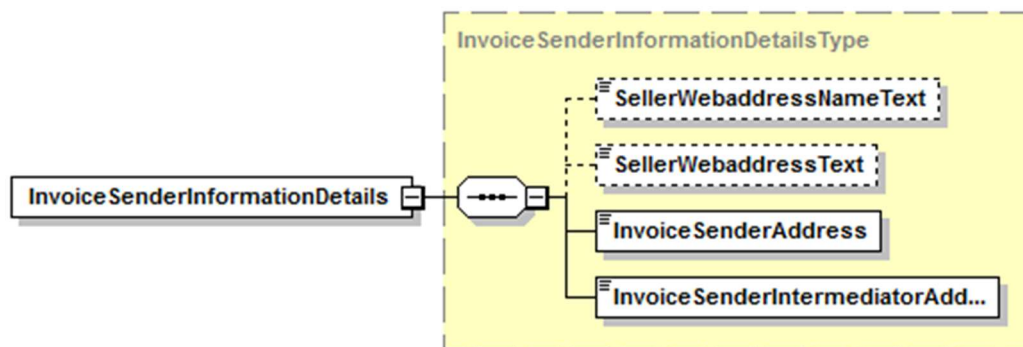 InvoiceSenderInformationDetailsType
SellerWebaddressNameText
SellerWebaddressText
InvoiceSenderInformationDetails
InvoiceSenderAddress
InvoiceSenderIntermediatorAdd...